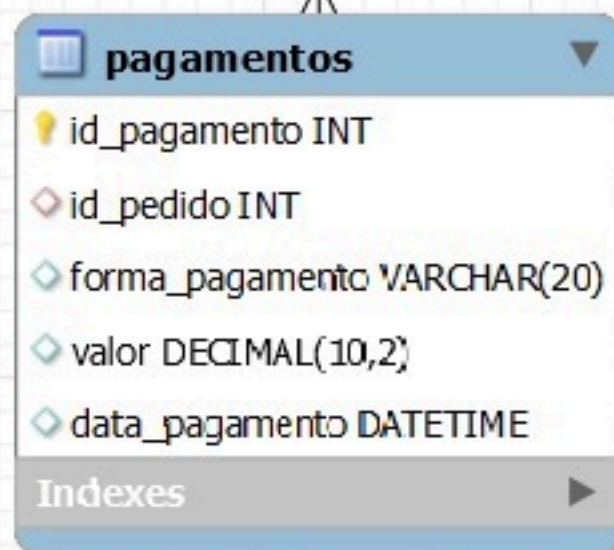 pagamentos
id_pagamento INT
id_pedido INT
forma_pagamento VARCHAR(20)
valor DECIMAL(10,2)
data_pagamento DATETIME
Indexes